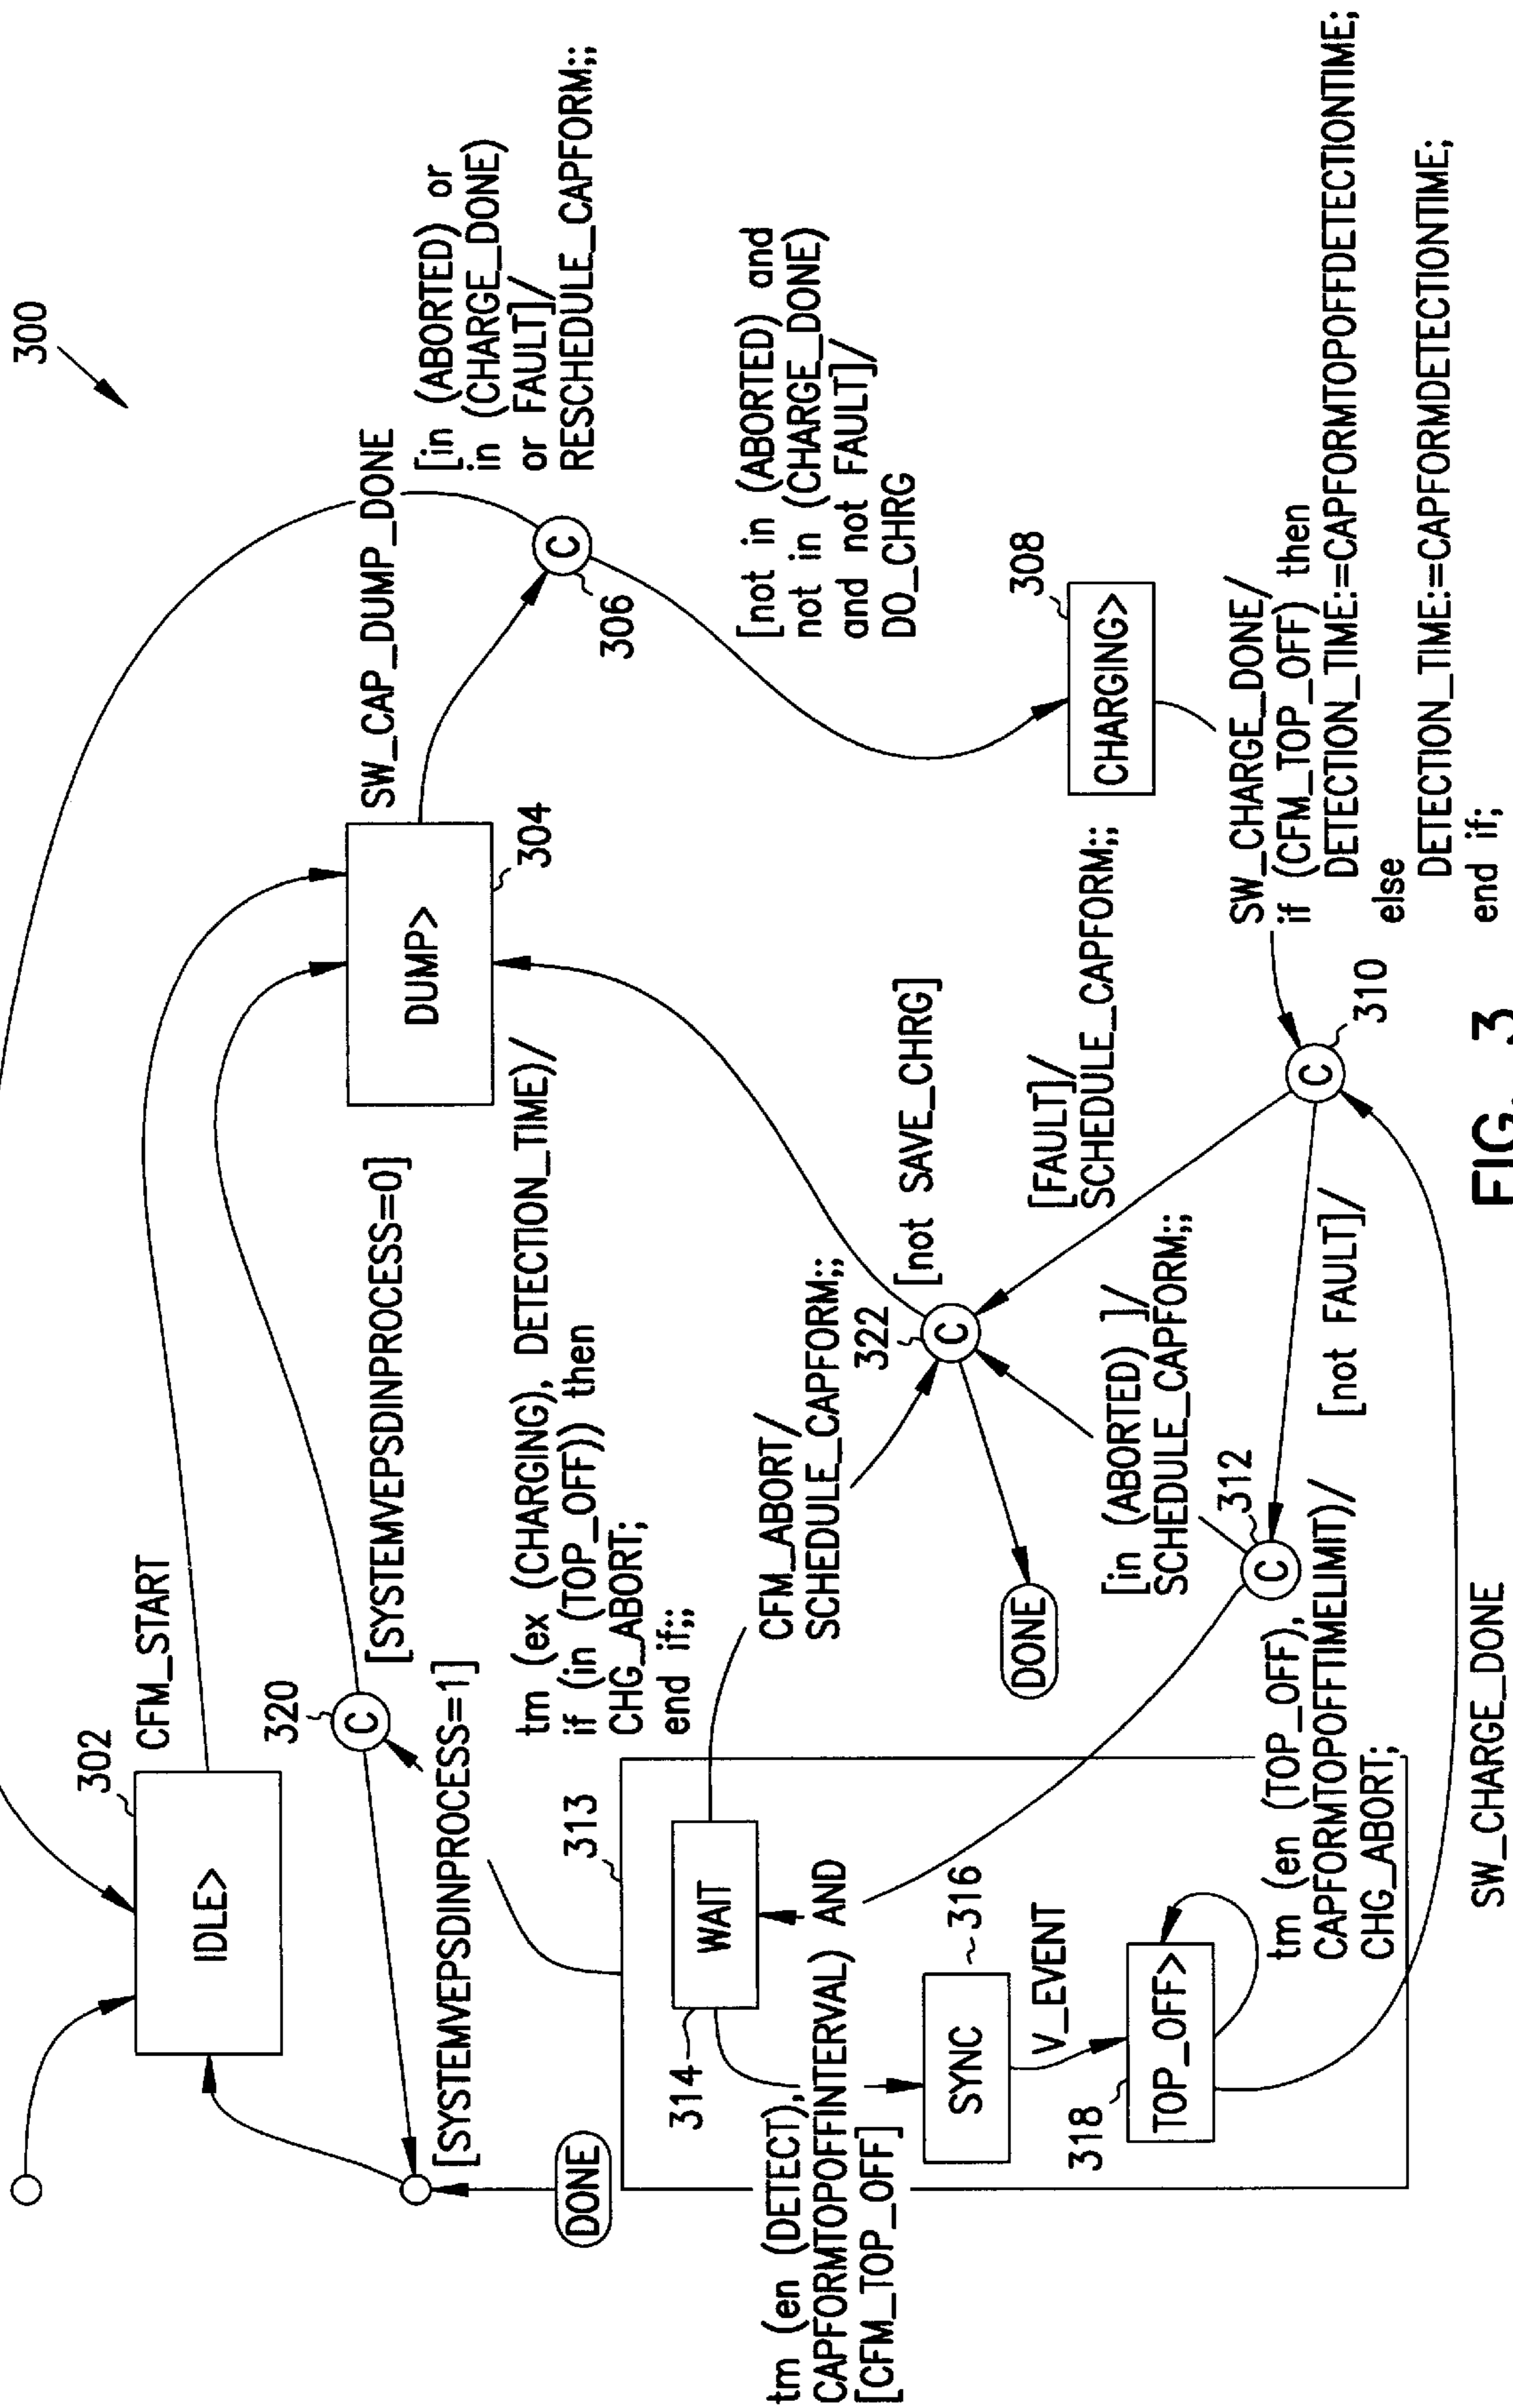 300
302
IDLE>
CFM_START
320
C
[SYSTEMVEPSDINPROCESS=0]
[SYSTEMVEPSDINPROCESS=1]
DONE
DUMP>
304
SW_CAP_DUMP_DONE
C
306
[in (ABORTED) or
in (CHARGE_DONE)
or FAULT]/
RESCHEDULE_CAPFORM;;
[not in (ABORTED) and
not in (CHARGE_DONE)
and not FAULT]/
DO_CHRG
308
CHARGING>
tm (ex (CHARGING), DETECTION_TIME)/
if (in (TOP_OFF)) then
CHG_ABORT;
end if;;
313
WAIT
314
CFM_ABORT/
SCHEDULE_CAPFORM;;
322
C
[not SAVE_CHRG]
DONE
[FAULT]/
SCHEDULE_CAPFORM;;
[in (ABORTED) ]/
SCHEDULE_CAPFORM;;
312
C
[not FAULT]/
C
310
SW_CHARGE_DONE/
if (CFM_TOP_OFF) then
DETECTION_TIME:=CAPFORMTOPOFFDETECTIONTIME;
else
DETECTION_TIME:=CAPFORMDETECTIONTIME;
end if;
tm (en (DETECT),
CAPFORMTOPOFFINTERVAL) AND
[CFM_TOP_OFF]
SYNC
316
V_EVENT
318
TOP_OFF>
tm (en (TOP_OFF),
CAPFORMTOPOFFTIMELIMIT)/
CHG_ABORT;
SW_CHARGE_DONE
FIG. 3